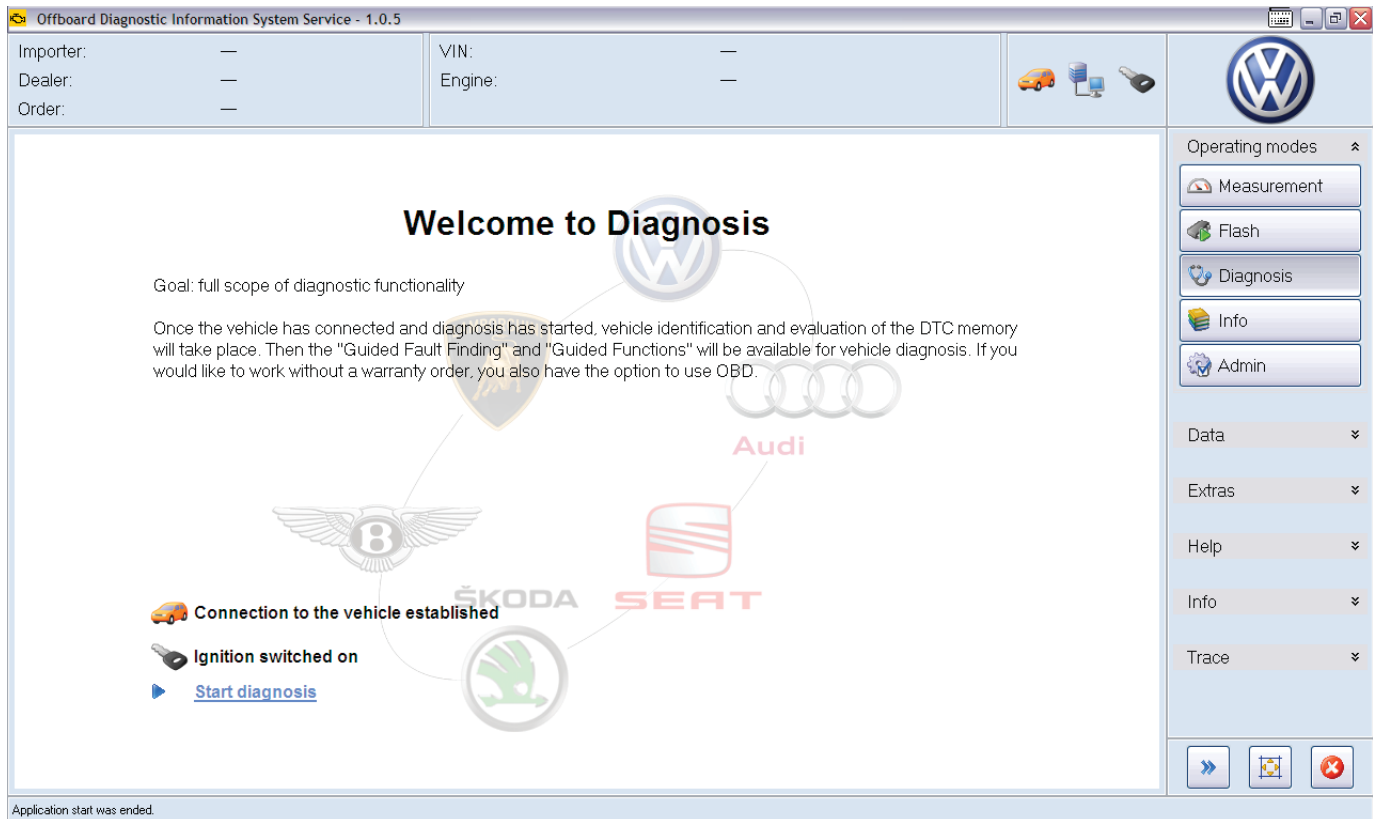 Offboard Diagnostic Information System Service - 1.0.5
Importer: —
Dealer: —
Order: —
VIN: —
Engine: —
Welcome to Diagnosis
Goal: full scope of diagnostic functionality
Once the vehicle has connected and diagnosis has started, vehicle identification and evaluation of the DTC memory
will take place. Then the "Guided Fault Finding" and "Guided Functions" will be available for vehicle diagnosis. If you
would like to work without a warranty order, you also have the option to use OBD.
Audi
B
ŠKODA
SEAT
Connection to the vehicle established
Ignition switched on
Start diagnosis
Operating modes
Measurement
Flash
Diagnosis
Info
Admin
Data
Extras
Help
Info
Trace
Application start was ended.